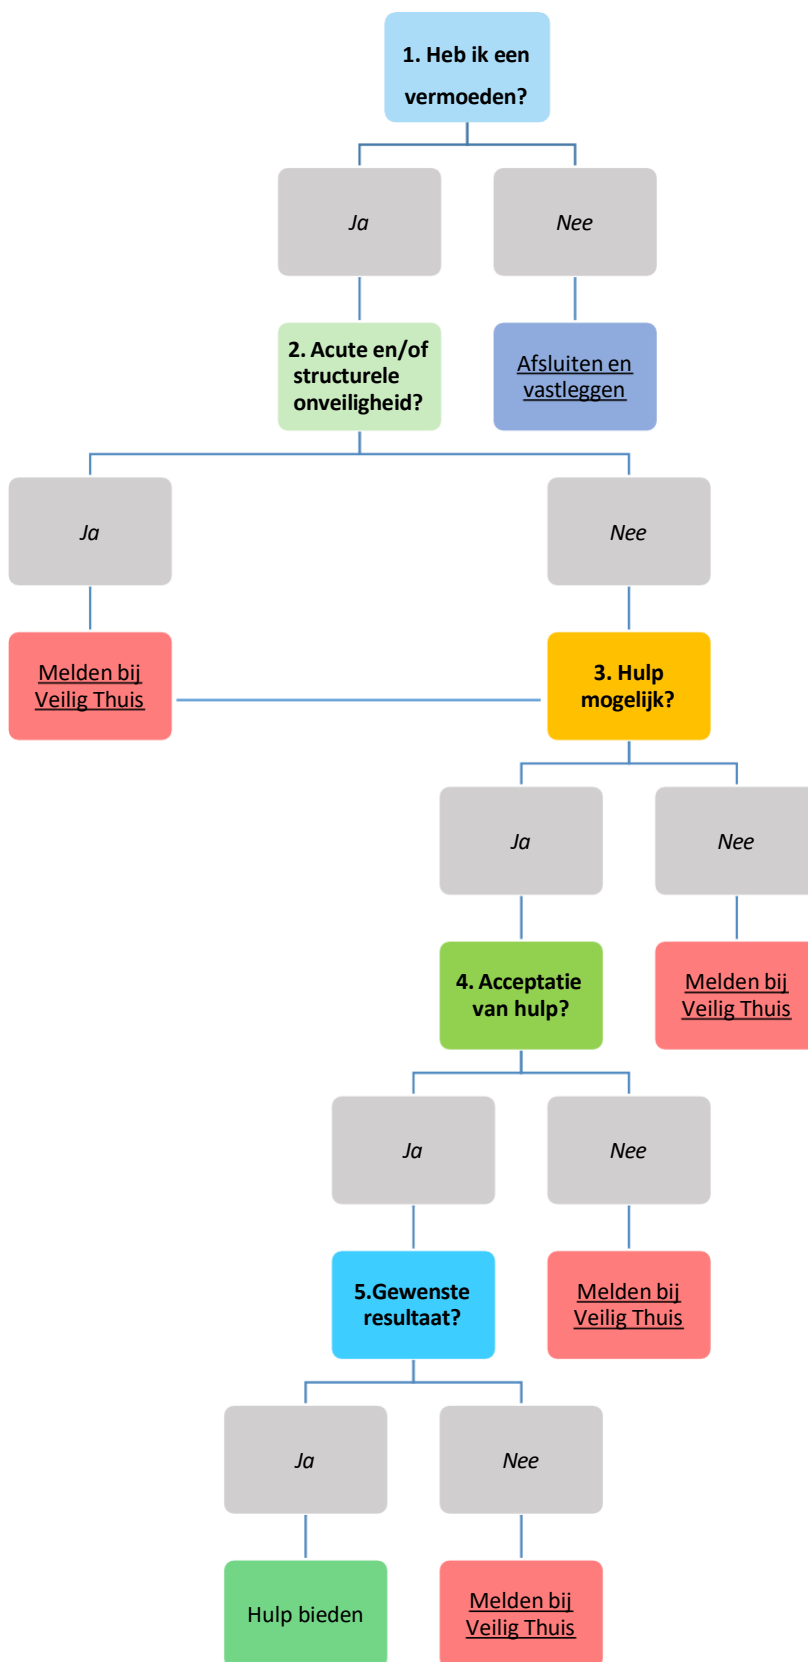 1. Heb ik een
vermoeden?
Ja
Nee
2. Acute en/of
structurele
onveiligheid?
Afsluiten en
vastleggen
Ja
Nee
Melden bij
Veilig Thuis
3. Hulp
mogelijk?
Ja
Nee
4. Acceptatie
van hulp?
Melden bij
Veilig Thuis
Ja
Nee
5.Gewenste
resultaat?
Melden bij
Veilig Thuis
Ja
Nee
Hulp bieden
Melden bij
Veilig Thuis